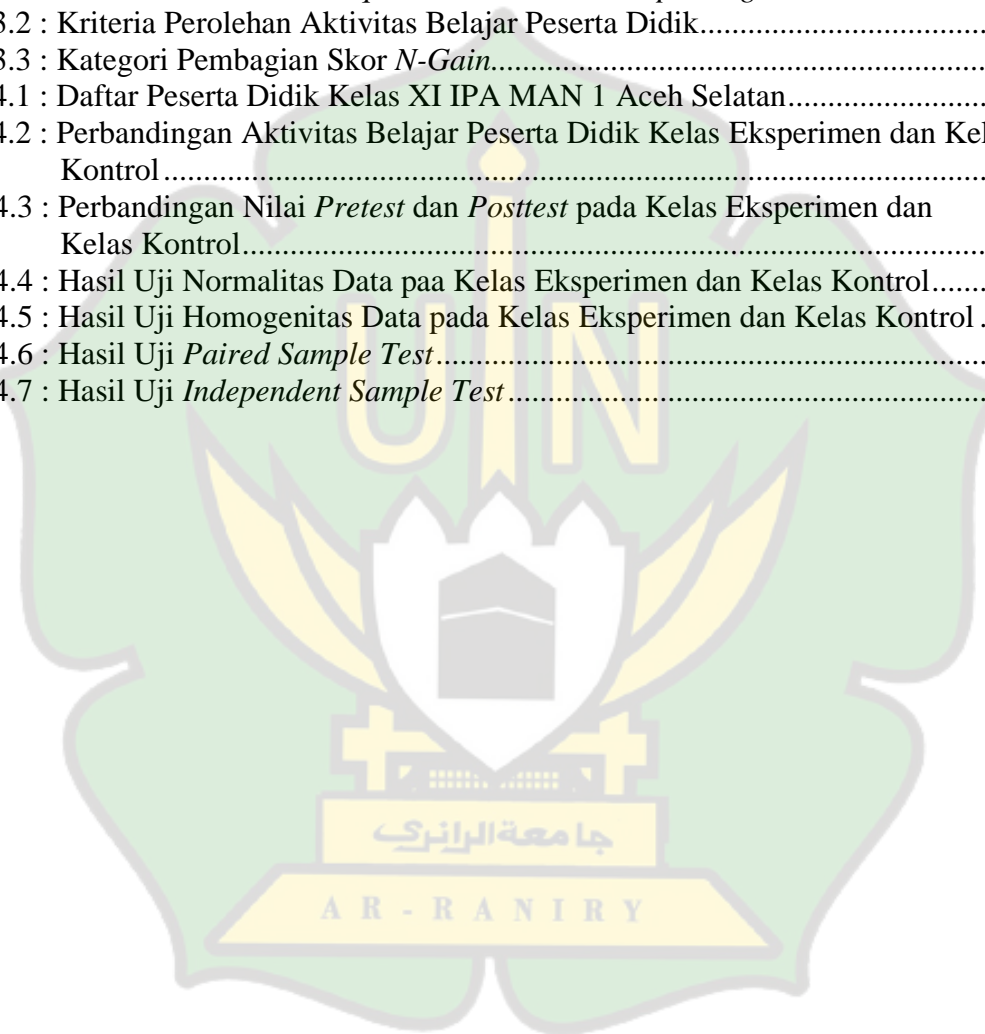 3.2 : Kriteria Perolehan Aktivitas Belajar Peserta Didik..................................
3.3 : Kategori Pembagian Skor N-Gain............................................................
4.1 : Daftar Peserta Didik Kelas XI IPA MAN 1 Aceh Selatan........................
4.2 : Perbandingan Aktivitas Belajar Peserta Didik Kelas Eksperimen dan
Kontrol.........................................................................................................
4.3 : Perbandingan Nilai Pretest dan Posttest pada Kelas Eksperimen dan
Kelas Kontrol..............................................................................................
4.4 : Hasil Uji Normalitas Data paa Kelas Eksperimen dan Kelas Kontrol.......
4.5 : Hasil Uji Homogenitas Data pada Kelas Eksperimen dan Kelas Kontrol .
4.6 : Hasil Uji Paired Sample Test....................................................................
4.7 : Hasil Uji Independent Sample Test...........................................................
UIN
جامعةالرانري
AR-RANIRY